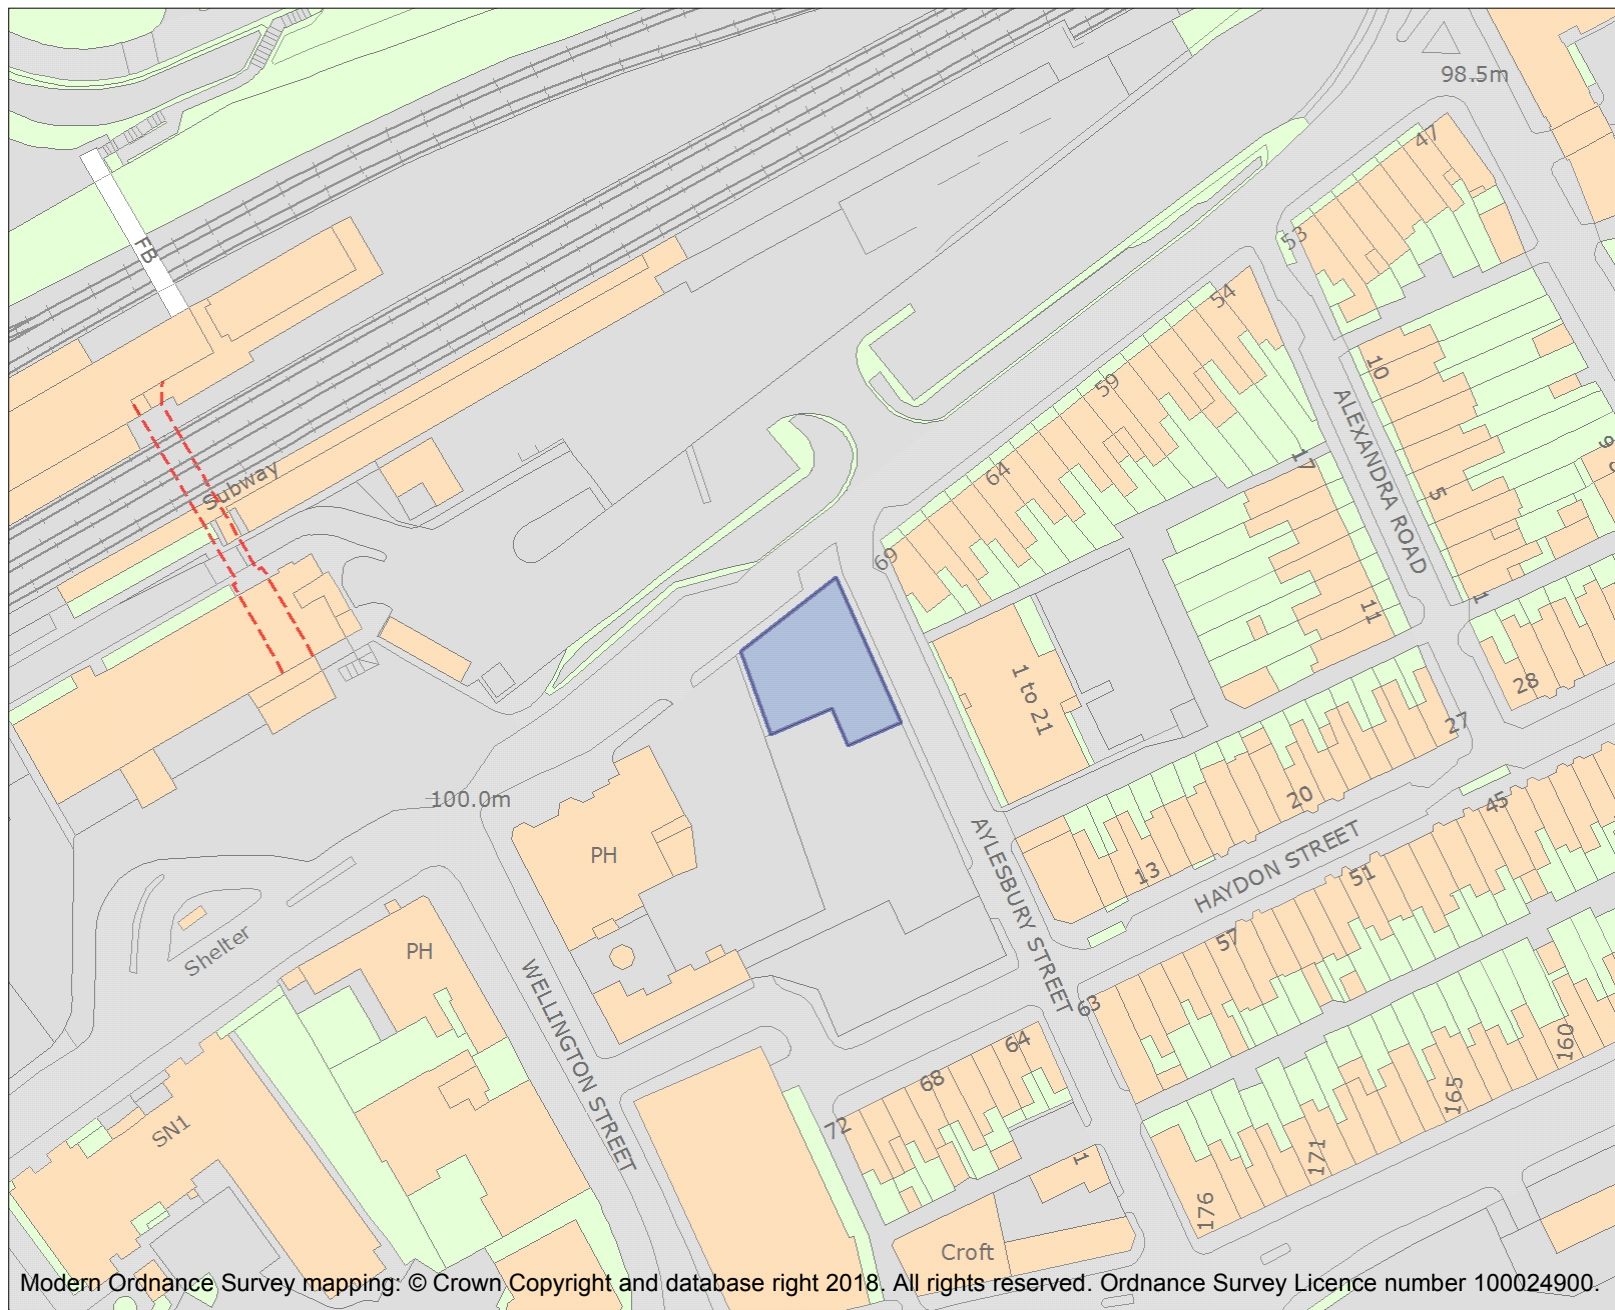 98.5m
47
FB
53
54
10
59
ALEXANDRA ROAD
17
64
Subway
5
69
1
11
1 to 21
28
27
100.0m
20
45
PH
HAYDON STREET
13
51
AYLESBURY STREET
57
PH
Shelter
WELLINGTON STREET
63
64
160
68
165
SN1
72
171
1
176
Croft
Modern Ordnance Survey mapping: © Crown Copyright and database right 2018. All rights reserved. Ordnance Survey Licence number 100024900.